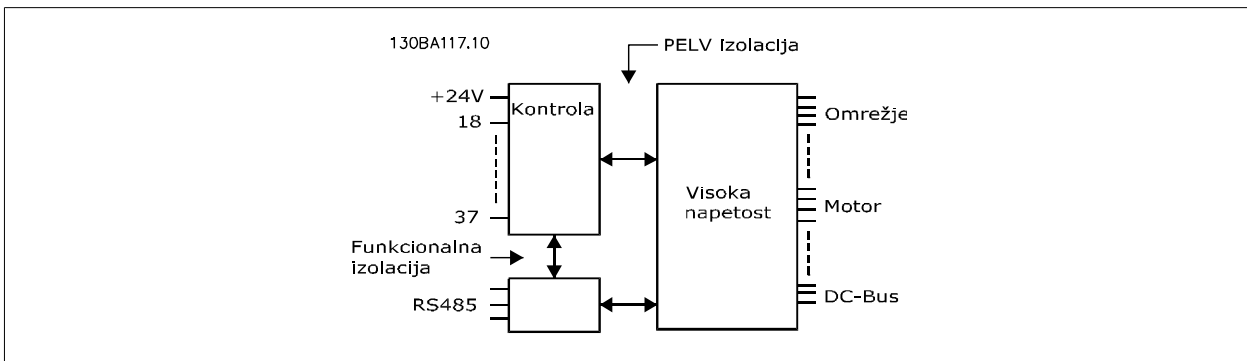 130BA117.10
PELV izolacija
+24V
Kontrola
18
37
Visoka
napetost
Omrežje
Motor
DC-Bus
Funkcionalna
izolacija
RS485